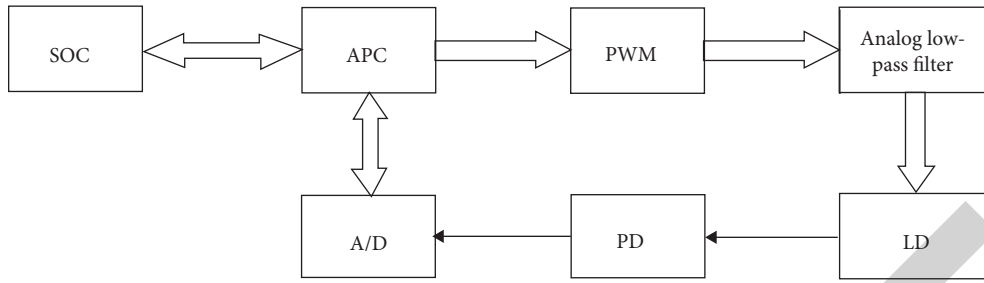 SOC
APC
PWM
Analog low-
pass filter
A/D
PD
LD